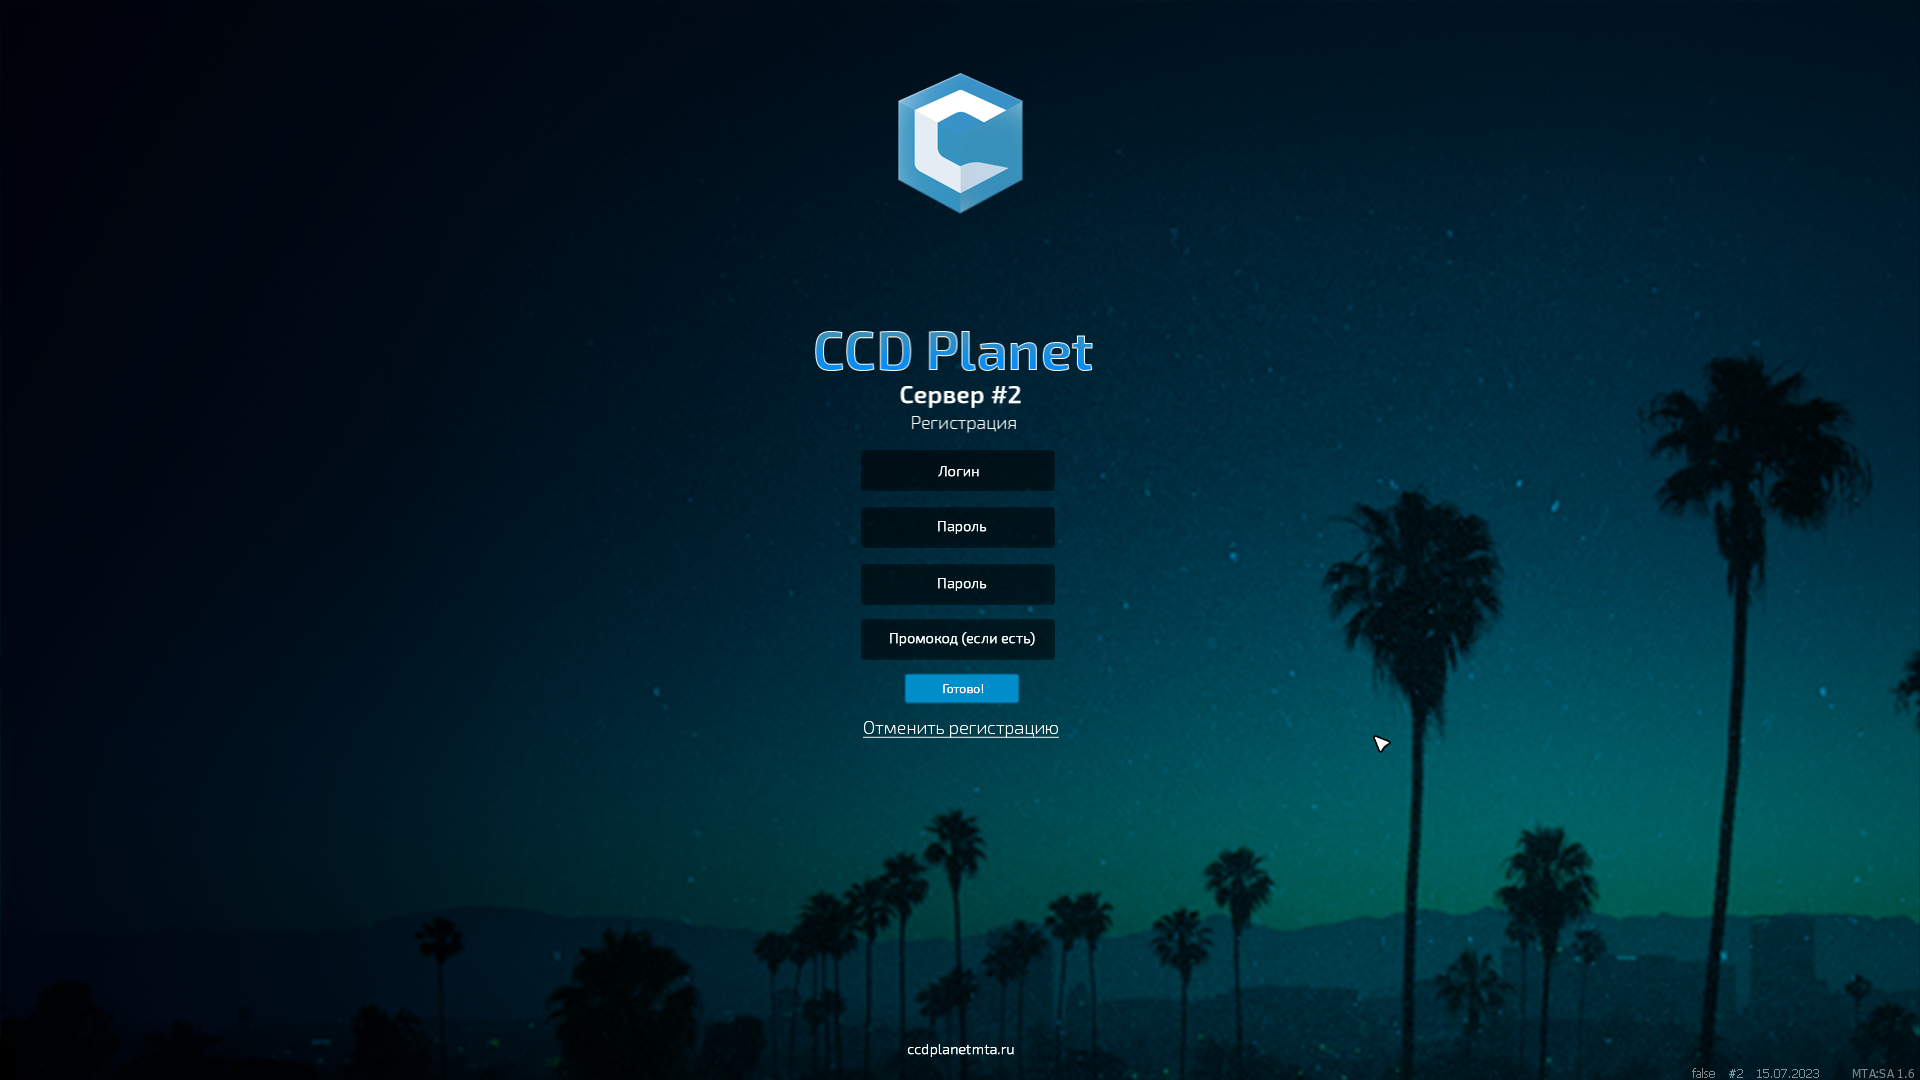 CCD Planet
Сервер #2
Регистрация
Логин
Пароль
Пароль
Промокод (если есть)
Готово!
Отменить регистрацию
ccdplanetmta.ru
false #2 15.07.2023 MTA:SA 1.6